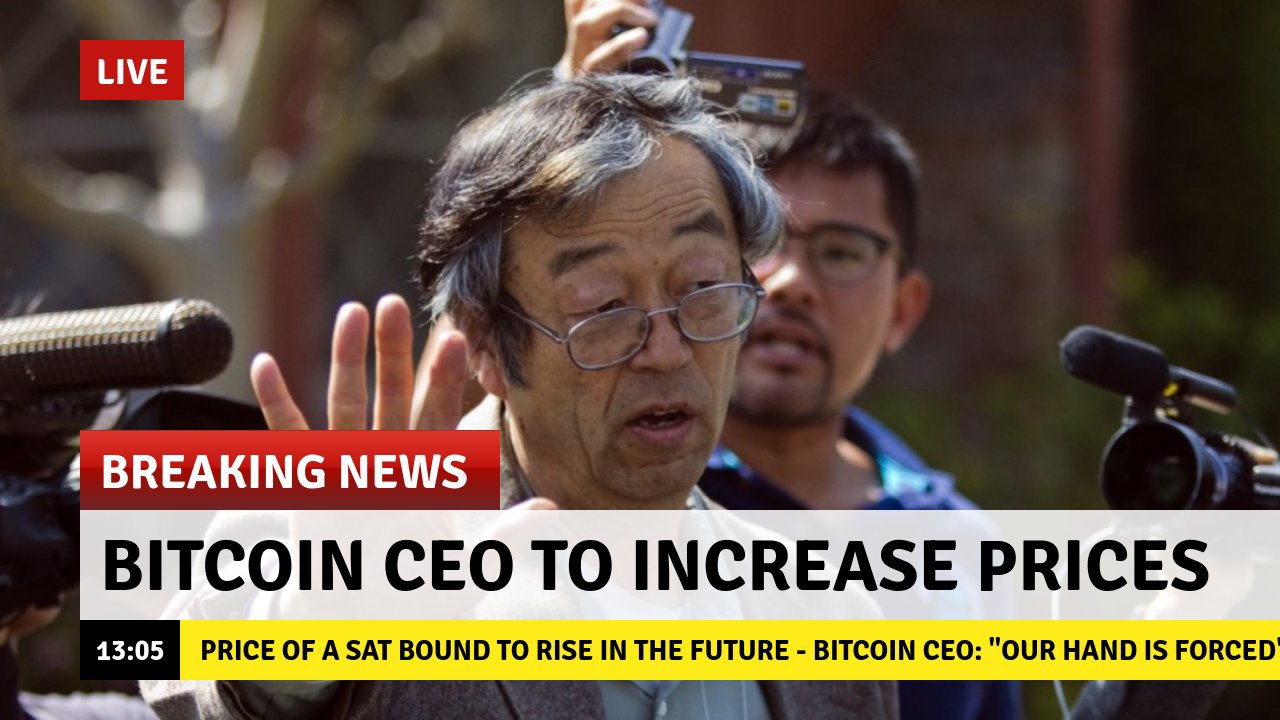 LIVE
BREAKING NEWS
BITCOIN CEO TO INCREASE PRICES
13:05
PRICE OF A SAT BOUND TO RISE IN THE FUTURE - BITCOIN CEO: "OUR HAND IS FORCED"